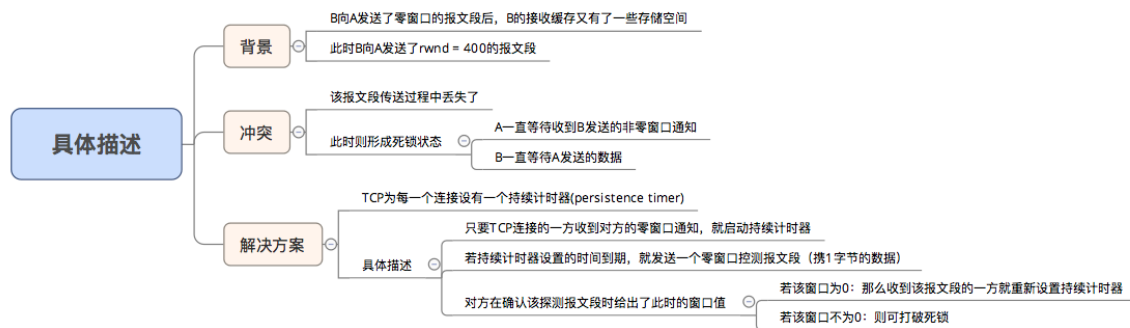 具体描述
背景
B向A发送了零窗口的报文段后，B的接收缓存又有了一些存储空间
此时B向A发送了rwnd = 400的报文段
冲突
该报文段传送过程中丢失了
此时则形成死锁状态
A一直等待收到B发送的非零窗口通知
B一直等待A发送的数据
解决方案
TCP为每一个连接设有一个持续计时器(persistence timer)
具体描述
只要TCP连接的一方收到对方的零窗口通知，就启动持续计时器
若持续计时器设置的时间到期，就发送一个零窗口控测报文段（携1字节的数据）
对方在确认该探测报文段时给出了此时的窗口值
若该窗口为0：那么收到该报文段的一方就重新设置持续计时器
若该窗口不为0：则可打破死锁